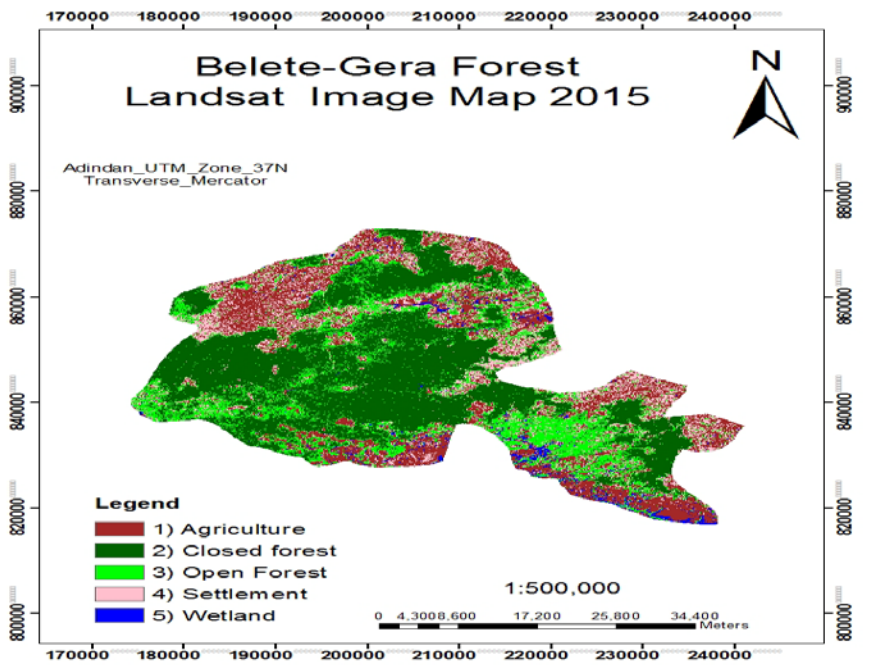 170000 180000 190000 200000 210000 220000 230000 240000
Belete-Gera Forest
Landsat Image Map 2015
N
Adindan_UTM_Zone_37N
Transverse_Mercator
900000
880000
860000
840000
820000
800000
900000
880000
860000
840000
820000
800000
Legend
1) Agriculture
2) Closed forest
3) Open Forest
4) Settlement
5) Wetland
1:500,000
0 4,300 8,600 17,200 25,800 34,400
Meters
170000 180000 190000 200000 210000 220000 230000 240000